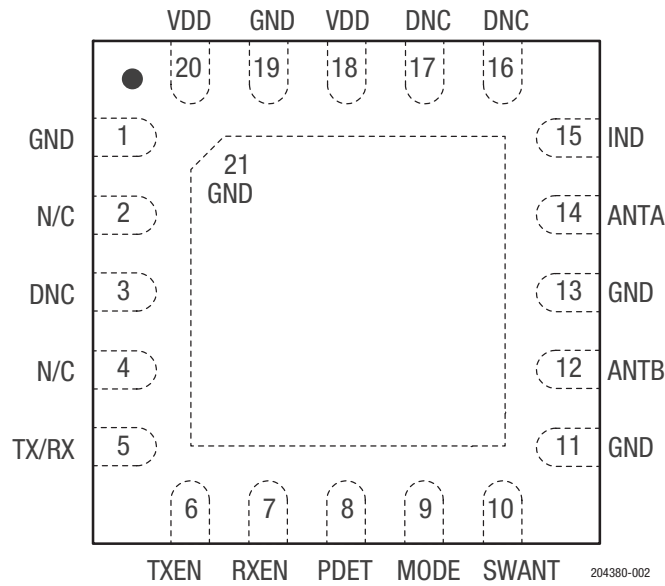 VDD GND VDD DNC DNC
20 19 18 17 16
GND 1
15 IND
21
GND
N/C 2
14 ANTA
DNC 3
13 GND
N/C 4
12 ANTB
TX/RX 5
11 GND
6 7 8 9 10
TXEN RXEN PDET MODE SWANT
204380-002